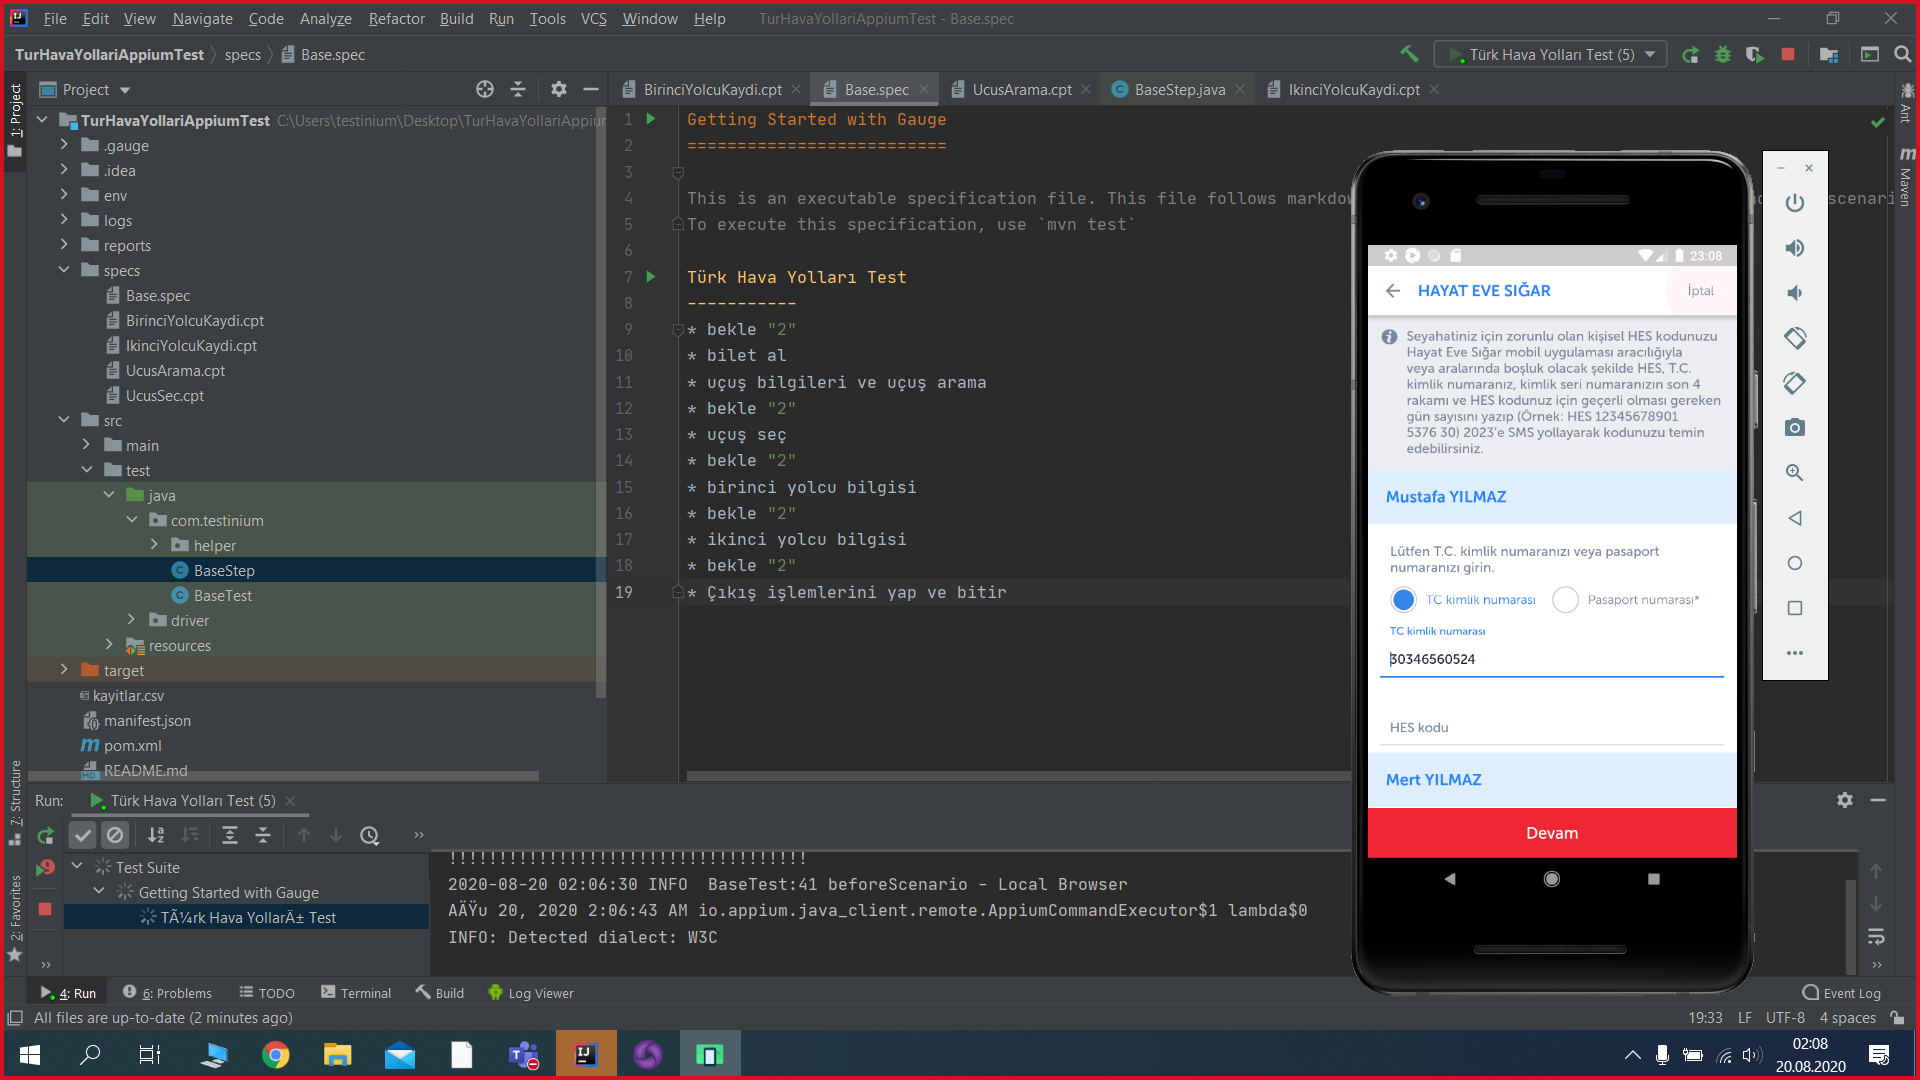 File Edit View Navigate Code Analyze Refactor Build Run Tools VCS Window Help TurHavaYollariAppiumTest - Base.spec
TurHavaYollariAppiumTest specs Base.spec
Türk Hava Yolları Test (5)
1: Project
Project
BirinciYolcuKaydi.cpt
Base.spec
UcusArama.cpt
BaseStep.java
IkinciYolcuKaydi.cpt
Ant
Maven
TurHavaYollariAppiumTest C:\Users\testinium\Desktop\TurHavaYollariAppiur
.gauge
.idea
env
logs
reports
specs
Base.spec
BirinciYolcuKaydi.cpt
IkinciYolcuKaydi.cpt
UcusArama.cpt
UcusSec.cpt
src
main
test
java
com.testinium
helper
BaseStep
BaseTest
driver
resources
target
kayitlar.csv
manifest.json
pom.xml
README.md
1 Getting Started with Gauge
2 ==========================
3
4 This is an executable specification file. This file follows markdow
scenari
5 To execute this specification, use `mvn test`
6
7 Türk Hava Yolları Test
8 -----------
9 * bekle "2"
10 * bilet al
11 * uçuş bilgileri ve uçuş arama
12 * bekle "2"
13 * uçuş seç
14 * bekle "2"
15 * birinci yolcu bilgisi
16 * bekle "2"
17 * ikinci yolcu bilgisi
18 * bekle "2"
19 * Çıkış işlemlerini yap ve bitir
23:08
HAYAT EVE SIĞAR
İptal
Seyahatiniz için zorunlu olan kişisel HES kodunuzu
Hayat Eve Sığar mobil uygulaması aracılığıyla
veya aralarında boşluk olacak şekilde HES, T.C.
kimlik numaranız, kimlik seri numaranızın son 4
rakamı ve HES kodunuz için geçerli olması gereken
gün sayısını yazıp (Örnek: HES 12345678901
5376 30) 2023'e SMS yollayarak kodunuzu temin
edebilirsiniz.
Mustafa YILMAZ
Lütfen T.C. kimlik numaranızı veya pasaport
numaranızı girin.
TC kimlik numarası
Pasaport numarası*
TC kimlik numarası
30346560524
HES kodu
Mert YILMAZ
Devam
7: Structure
2: Favorites
Run: Türk Hava Yolları Test (5)
Test Suite
Getting Started with Gauge
TÃ¼rk Hava YollarÄ± Test
!!!!!!!!!!!!!!!!!!!!!!!!!!!!!!!!!!!!
2020-08-20 02:06:30 INFO  BaseTest:41 beforeScenario - Local Browser
AÄŸu 20, 2020 2:06:43 AM io.appium.java_client.remote.AppiumCommandExecutor$1 lambda$0
INFO: Detected dialect: W3C
4: Run 6: Problems TODO Terminal Build Log Viewer Event Log
All files are up-to-date (2 minutes ago) 19:33 LF UTF-8 4 spaces
02:08
20.08.2020